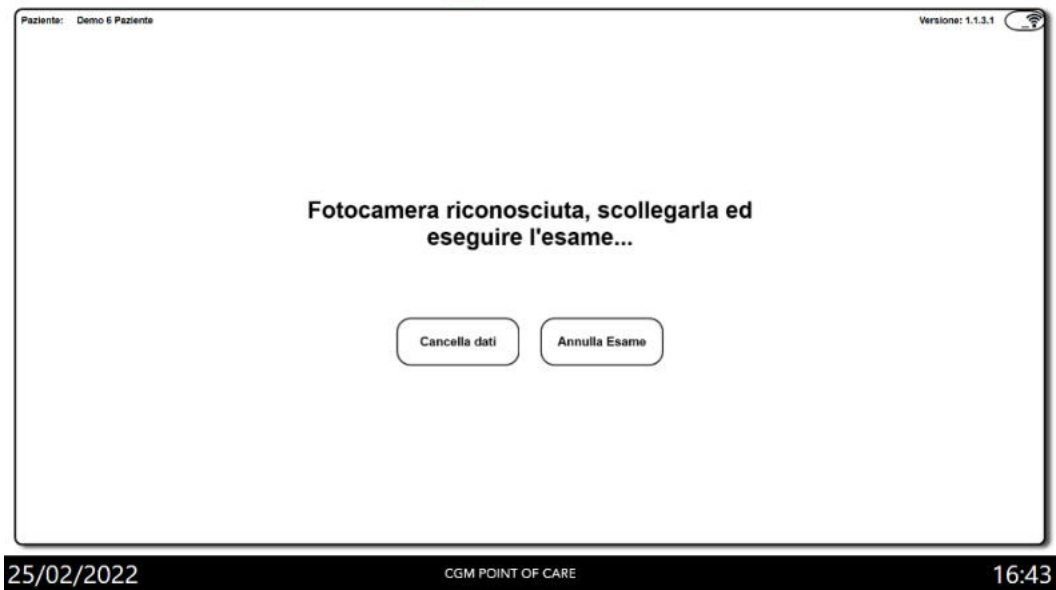 Paziente: Demo 6 Paziente
Versione: 1.1.3.1
Fotocamera riconosciuta, scollegarla ed
eseguire l'esame...
Cancella dati
Annulla Esame
25/02/2022
CGM POINT OF CARE
16:43